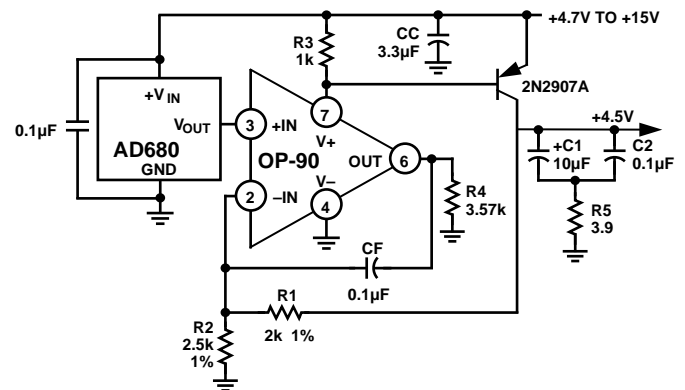 +4.7V TO +15V
R3
1k
CC
3.3µF
2N2907A
+VIN
0.1µF
VOUT
AD680
GND
3
+IN
7
V+
OP-90
OUT
6
2
–IN
V–
4
R4
3.57k
+4.5V
+C1
10µF
C2
0.1µF
R5
3.9
CF
0.1µF
R1
2k 1%
R2
2.5k
1%